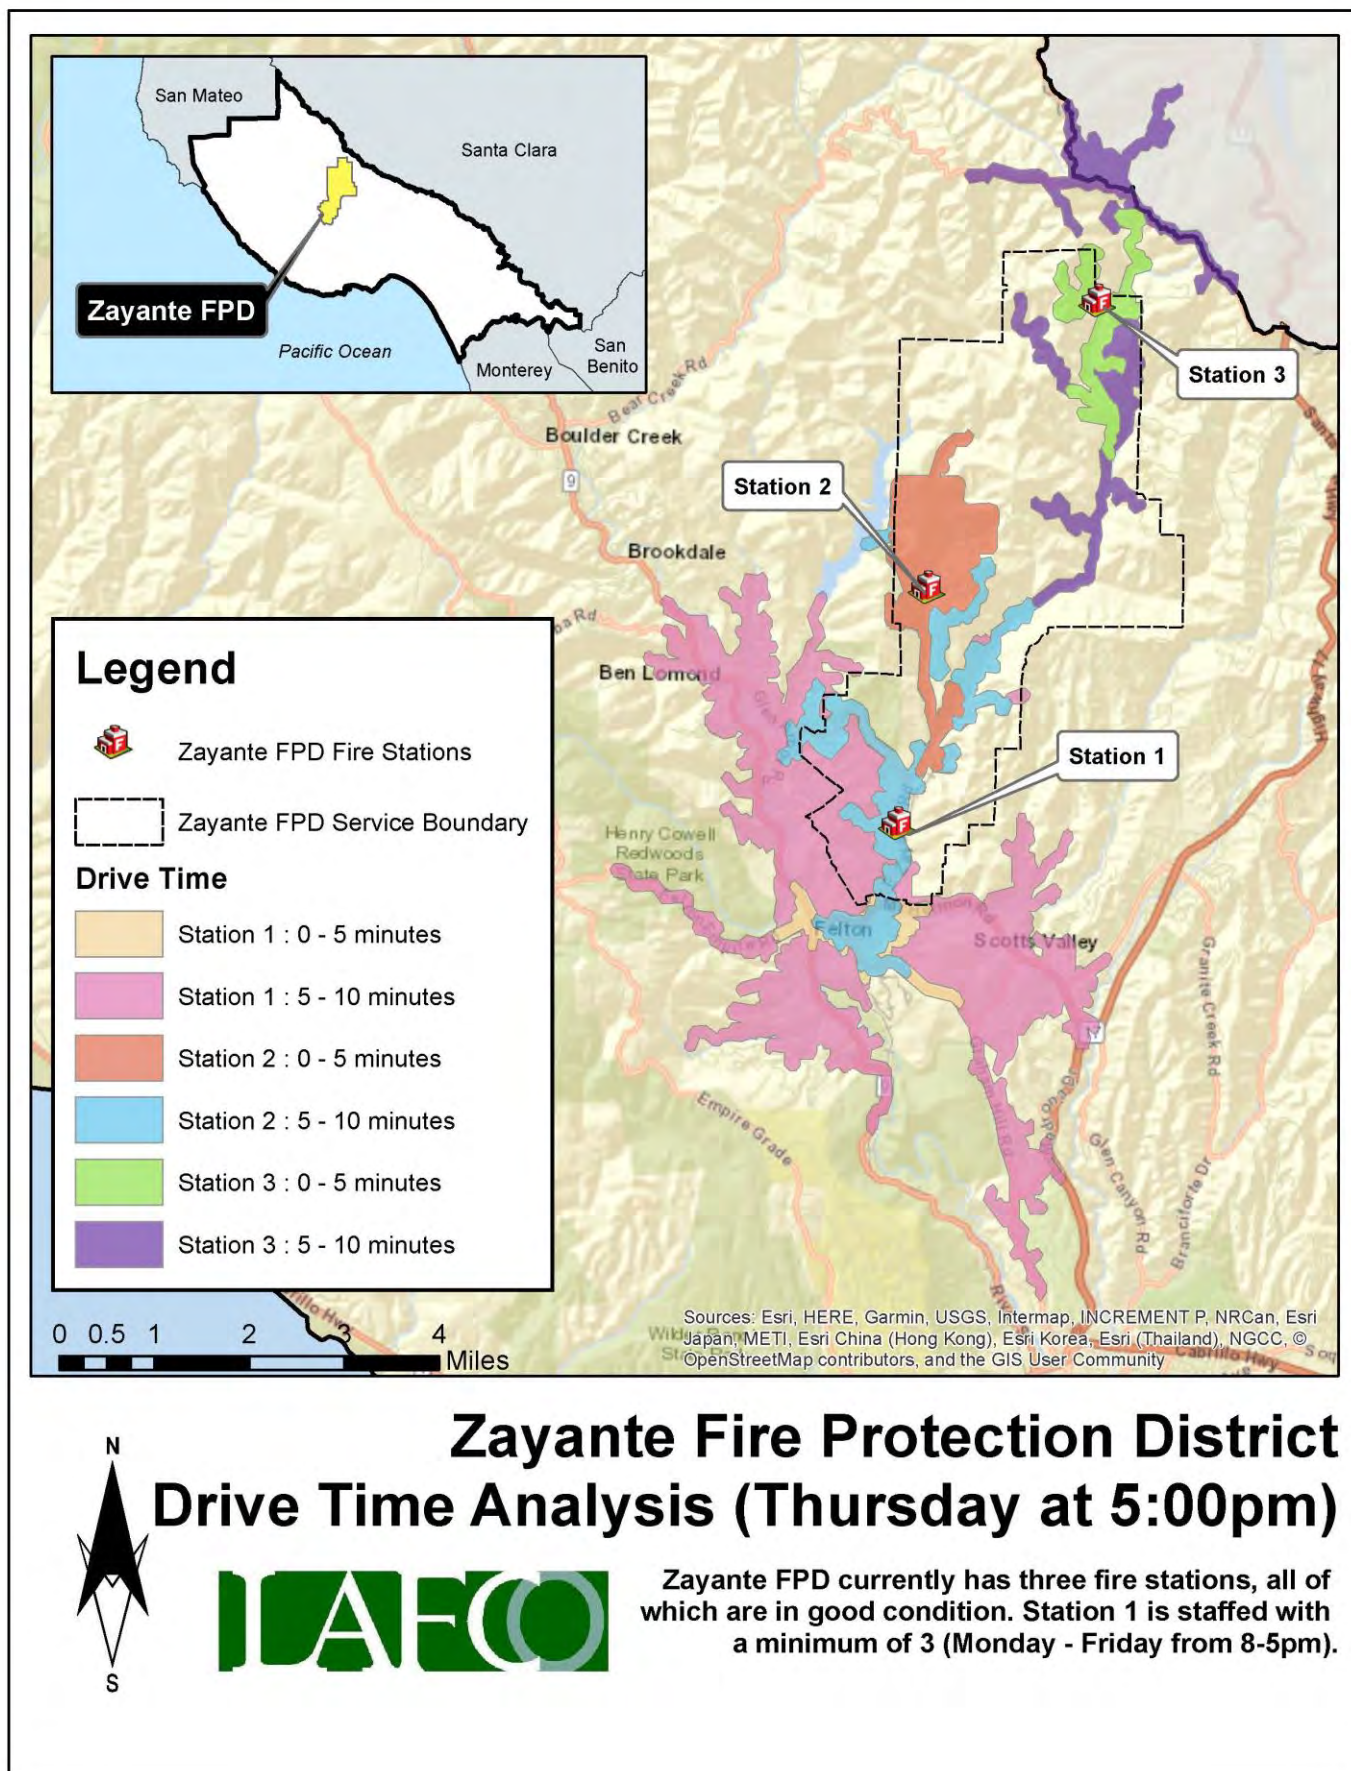 San Mateo
Santa Clara
Zayante FPD
Pacific Ocean
Monterey
San
Benito
Station 3
Bear Creek Rd
Boulder Creek
9
Station 2
Brookdale
Ben Lomond
Station 1
Henry Cowell
Redwoods
State Park
Felton
Scotts Valley
Highway 17
Granite Creek Rd
17
Graham Hill Rd
Empire Grade
Glen Canyon Rd
Branciforte Dr
Legend
Zayante FPD Fire Stations
Zayante FPD Service Boundary
Drive Time
Station 1 : 0 - 5 minutes
Station 1 : 5 - 10 minutes
Station 2 : 0 - 5 minutes
Station 2 : 5 - 10 minutes
Station 3 : 0 - 5 minutes
Station 3 : 5 - 10 minutes
0 0.5 1 2 3 4
Miles
Sources: Esri, HERE, Garmin, USGS, Intermap, INCREMENT P, NRCan, Esri
Japan, METI, Esri China (Hong Kong), Esri Korea, Esri (Thailand), NGCC, ©
OpenStreetMap contributors, and the GIS User Community
Cabrillo Hwy
Zayante Fire Protection District
Drive Time Analysis (Thursday at 5:00pm)
N
S
LAFCO
Zayante FPD currently has three fire stations, all of
which are in good condition. Station 1 is staffed with
a minimum of 3 (Monday - Friday from 8-5pm).